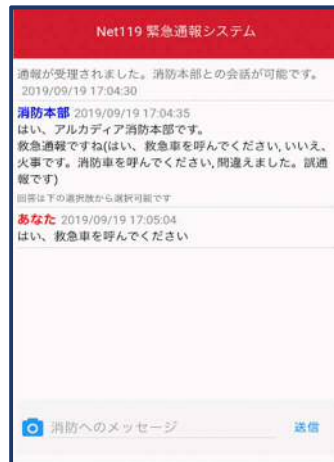 Net119 緊急通報システム
通報が受理されました。消防本部との会話が可能です。
2019/09/19 17:04:30
消防本部 2019/09/19 17:04:35
はい、アルカディア消防本部です。
救急通報ですね(はい、救急車を呼んでください, いいえ、
火事です。消防車を呼んでください, 間違えました。誤通
報です)
回答は下の選択肢から選択可能です
あなた 2019/09/19 17:05:04
はい、救急車を呼んでください
消防へのメッセージ
送信